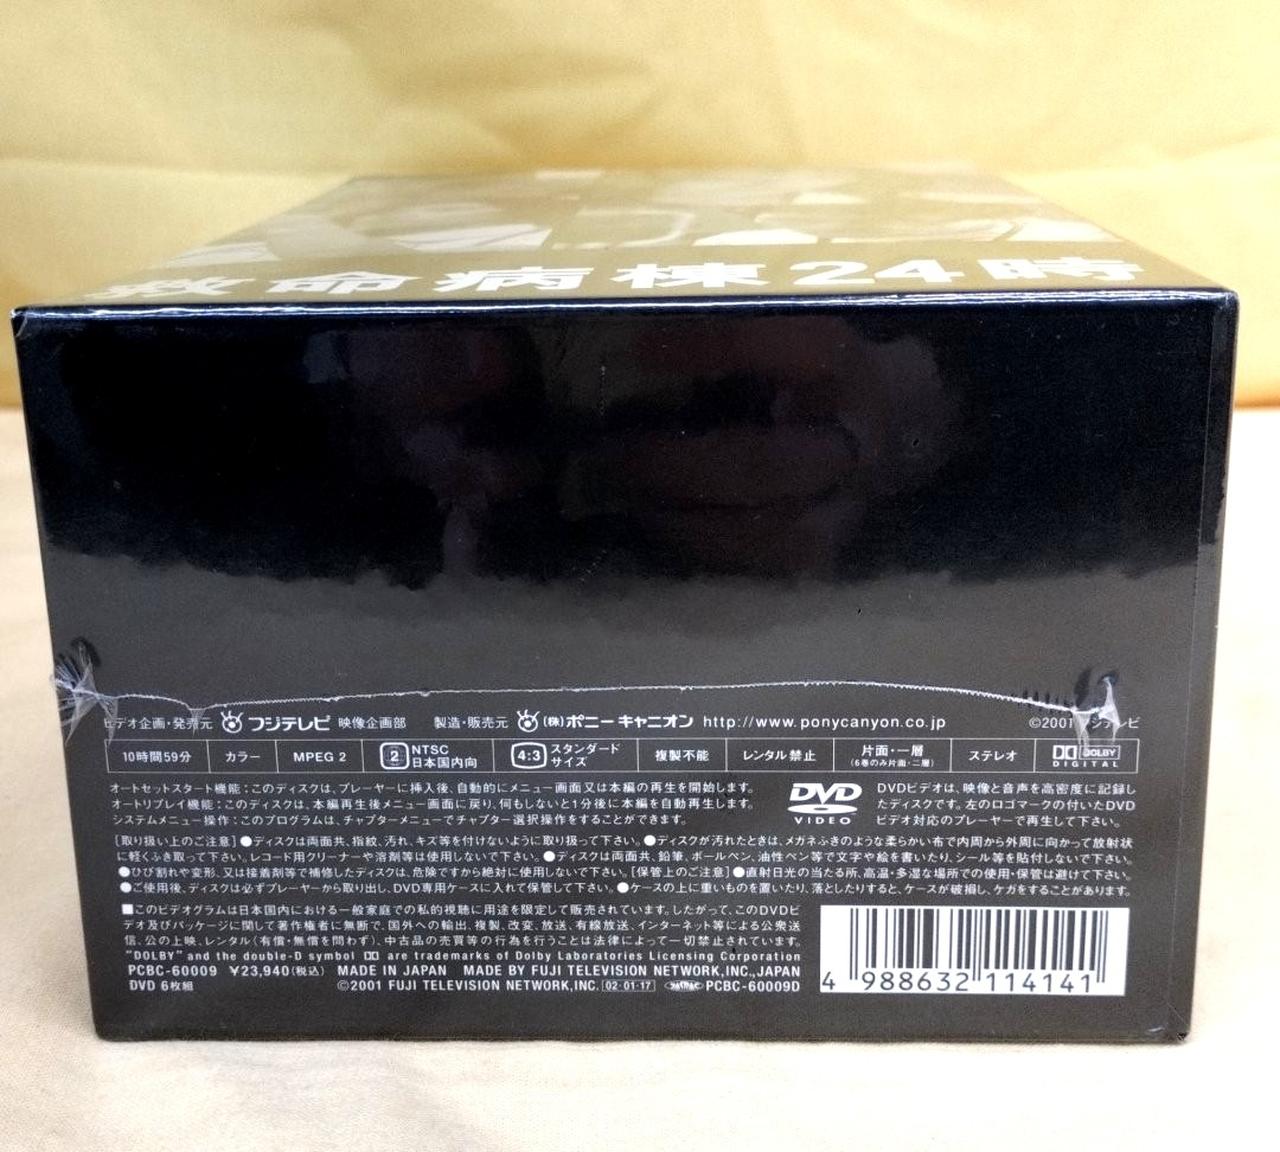 救命病棟24時
ビデオ企画・発売元 フジテレビ 映像企画部 製造・販売元 (株)ポニーキャニオン http://www.ponycanyon.co.jp ©2001 フジテレビ
10時間59分 カラー MPEG 2 2 NTSC 日本国内向 4:3 スタンダードサイズ 複製不能 レンタル禁止 片面・一層 (6巻のみ片面・二層) ステレオ DOLBY DIGITAL
オートセットスタート機能：このディスクは、プレーヤーに挿入後、自動的にメニュー画面又は本編の再生を開始します。
オートリプレイ機能：このディスクは、本編再生後メニュー画面に戻り、何もしないと1分後に本編を自動再生します。
システムメニュー操作：このプログラムは、チャプターメニューでチャプター選択操作をすることができます。
DVD VIDEO
DVDビデオは、映像と音声を高密度に記録し
たディスクです。左のロゴマークの付いたDVD
ビデオ対応のプレーヤーで再生して下さい。
[取り扱い上のご注意] ●ディスクは両面共、指紋、汚れ、キズ等を付けないように取り扱って下さい。●ディスクが汚れたときは、メガネふきのような柔らかい布で内周から外周に向かって放射状
に軽くふき取って下さい。レコード用クリーナーや溶剤等は使用しないで下さい。●ディスクは両面共、鉛筆、ボールペン、油性ペン等で文字や絵を書いたり、シール等を貼付しないで下さい。
●ひび割れや変形、又は接着剤等で補修したディスクは、危険ですから絶対に使用しないで下さい。[保管上のご注意] ●直射日光の当たる所、高温・多湿な場所での使用・保管は避けて下さい。
●ご使用後、ディスクは必ずプレーヤーから取り出し、DVD専用ケースに入れて保管して下さい。●ケースの上に重いものを置いたり、落としたりすると、ケースが破損し、ケガをすることがあります。
■このビデオグラムは日本国内における一般家庭での私的視聴に用途を限定して販売されています。したがって、このDVDビ
デオ及びパッケージに関して著作権者に無断で、国外への輸出、複製、改変、放送、有線放送、インターネット等による公衆送
信、公の上映、レンタル(有償・無償を問わず)、中古品の売買等の行為を行うことは法律によって一切禁止されています。
"DOLBY" and the double-D symbol are trademarks of Dolby Laboratories Licensing Corporation
PCBC-60009 ¥23,940(税込) MADE IN JAPAN MADE BY FUJI TELEVISION NETWORK,INC.,JAPAN
DVD 6枚組 ©2001 FUJI TELEVISION NETWORK,INC. 02・01・17 PCBC-60009D
4 988632 114141